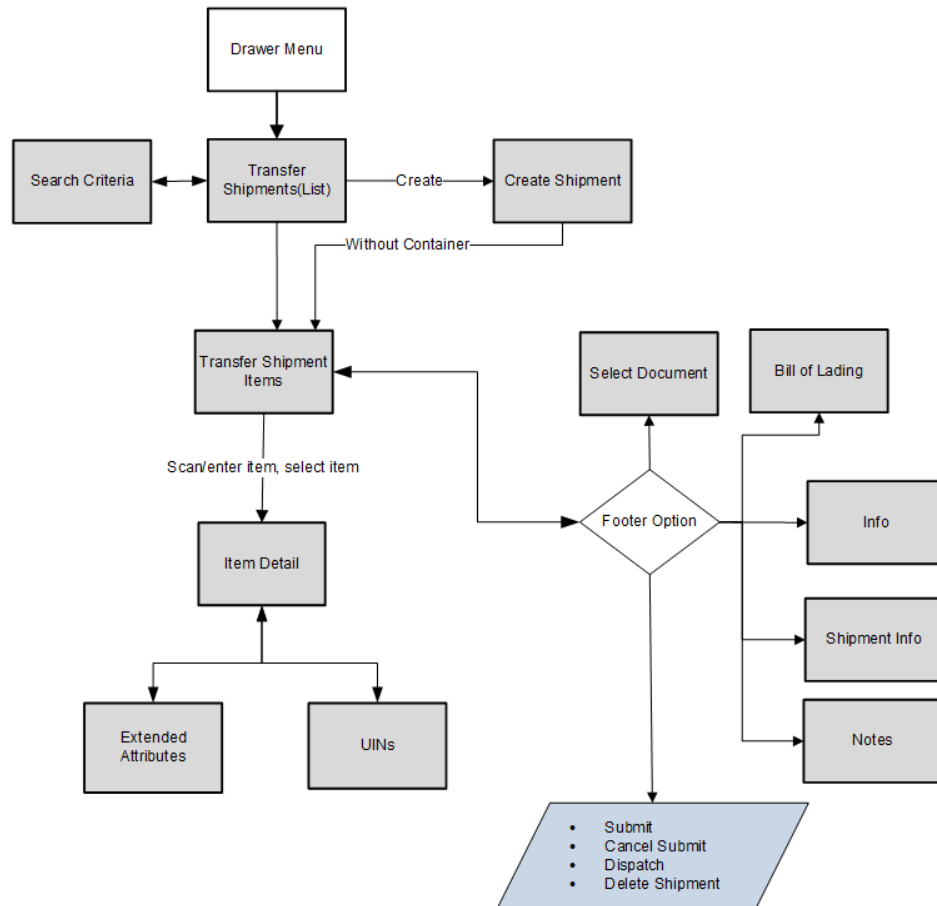 Drawer Menu
Search Criteria
Transfer
Shipments(List)
Create
Create Shipment
Without Container
Transfer Shipment
Items
Select Document
Bill of Lading
Scan/enter item, select item
Footer Option
Info
Item Detail
Shipment Info
Extended
Attributes
UINs
Notes
• Submit
• Cancel Submit
• Dispatch
• Delete Shipment